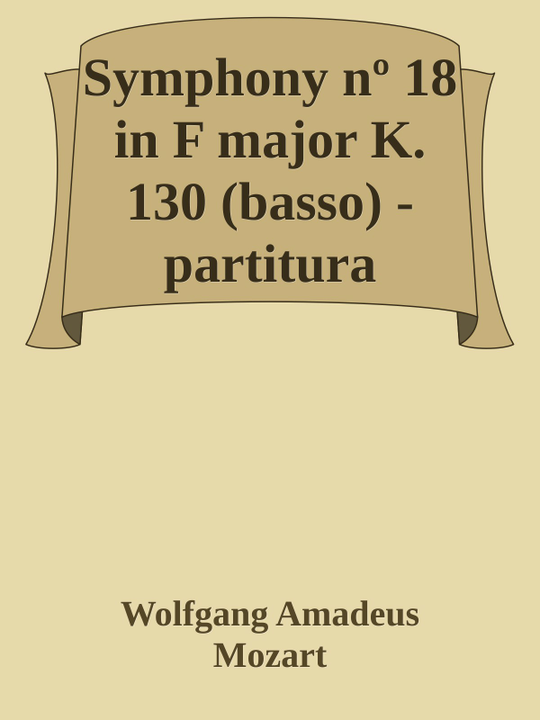 Symphony nº 18
in F major K.
130 (basso) -
partitura
Wolfgang Amadeus
Mozart